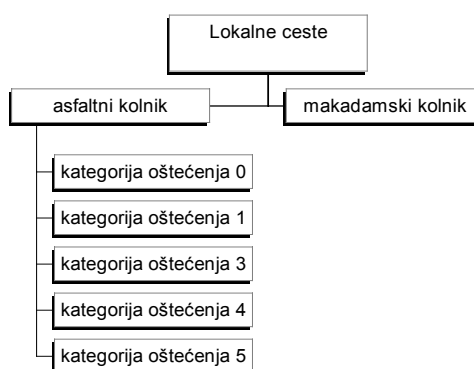 Lokalne ceste
asfaltni kolnik
makadamski kolnik
kategorija oštećenja 0
kategorija oštećenja 1
kategorija oštećenja 3
kategorija oštećenja 4
kategorija oštećenja 5